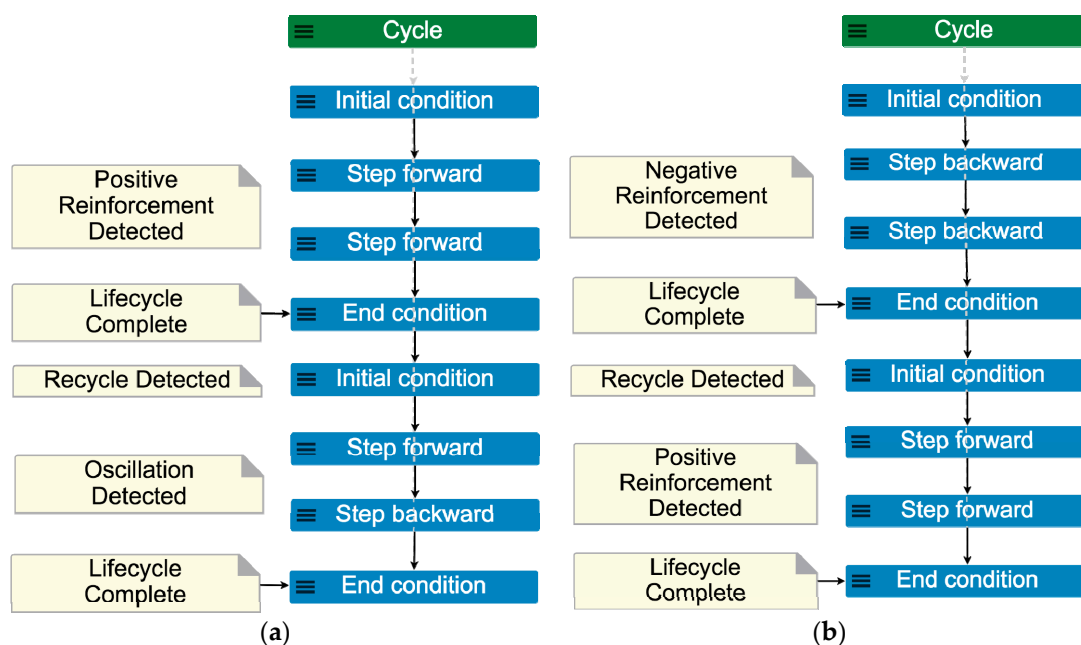 Cycle
Initial condition
Positive
Reinforcement
Detected
Step forward
Step forward
Lifecycle
Complete
End condition
Recycle Detected
Initial condition
Step forward
Oscillation
Detected
Step backward
Lifecycle
Complete
End condition
(a)
Cycle
Initial condition
Negative
Reinforcement
Detected
Step backward
Step backward
Lifecycle
Complete
End condition
Recycle Detected
Initial condition
Step forward
Positive
Reinforcement
Detected
Step forward
Lifecycle
Complete
End condition
(b)